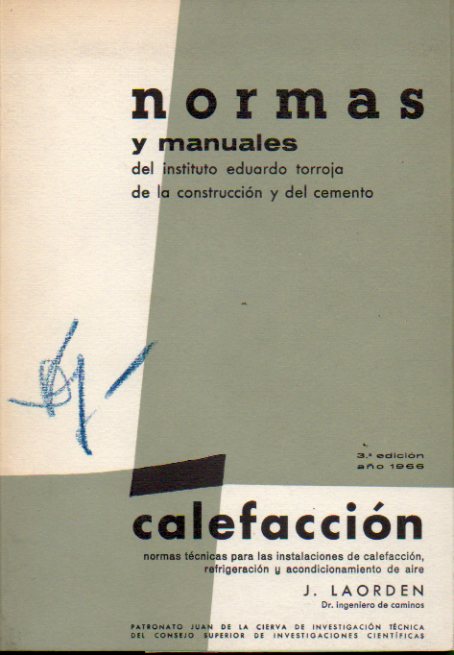 normas
y manuales
del instituto eduardo torroja
de la construcción y del cemento
3.ª edición
año 1966
calefacción
normas técnicas para las instalaciones de calefacción,
refrigeración y acondicionamiento de aire
J. LAORDEN
Dr. ingeniero de caminos
PATRONATO JUAN DE LA CIERVA DE INVESTIGACIÓN TÉCNICA
DEL CONSEJO SUPERIOR DE INVESTIGACIONES CIENTÍFICAS